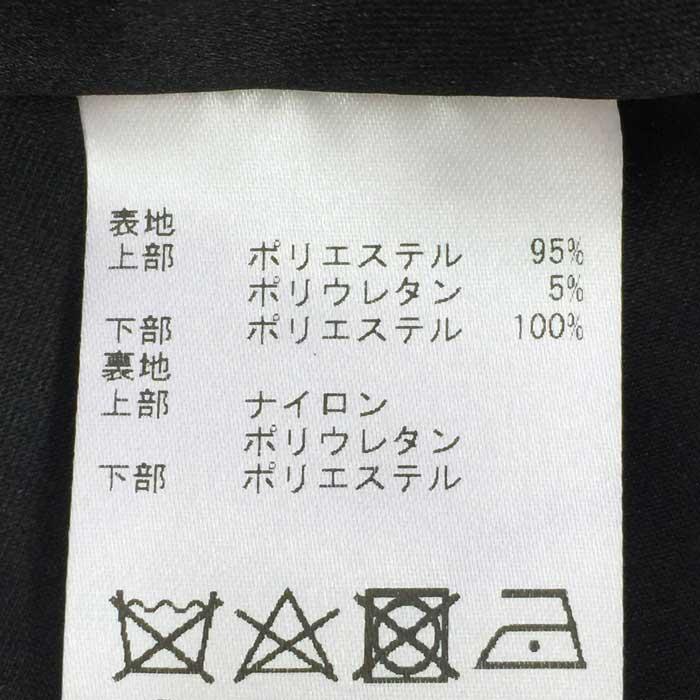 表地
上部 ポリエステル 95%
ポリウレタン 5%
下部 ポリエステル 100%
裏地
上部 ナイロン
ポリウレタン
下部 ポリエステル